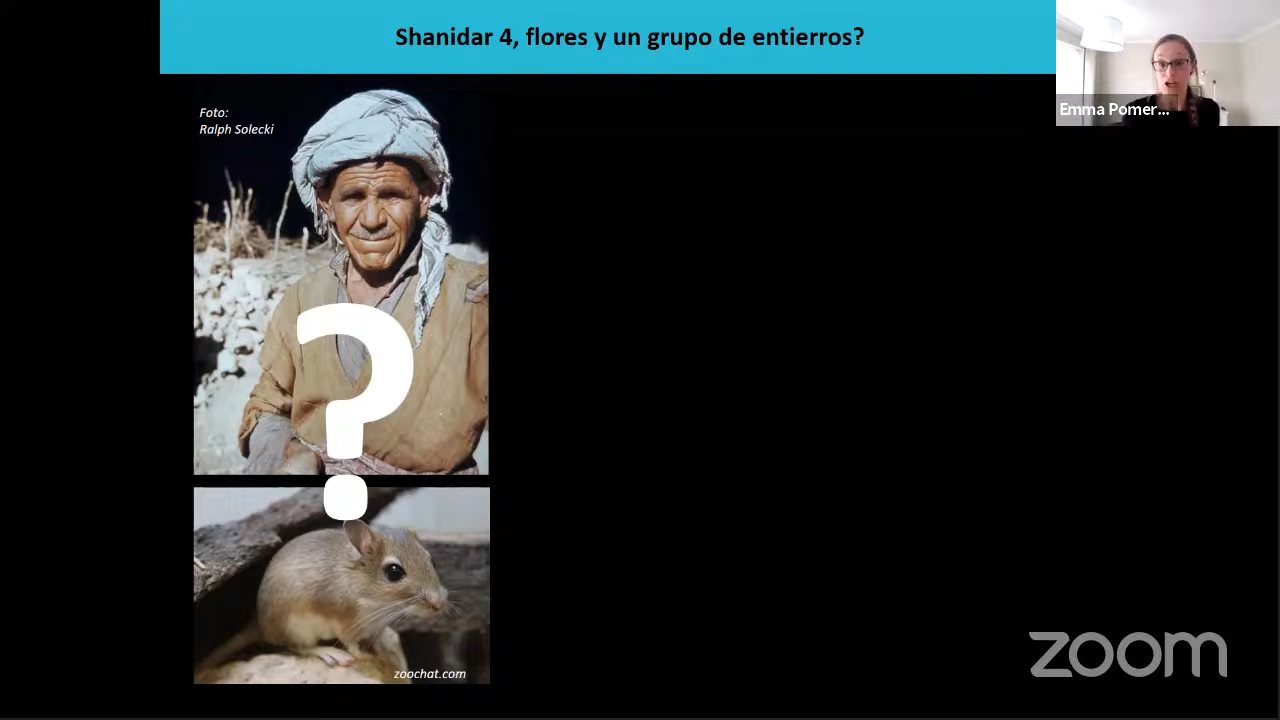 Shanidar 4, flores y un grupo de entierros?
Emma Pomer...
Foto:
Ralph Solecki
?
zoochat.com
zoom